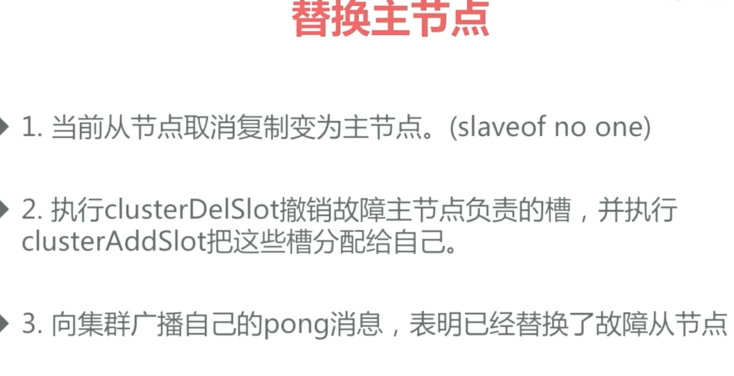 替换主节点
1. 当前从节点取消复制变为主节点。(slaveof no one)
2. 执行clusterDelSlot撤销故障主节点负责的槽，并执行
clusterAddSlot把这些槽分配给自己。
3. 向集群广播自己的pong消息，表明已经替换了故障从节点